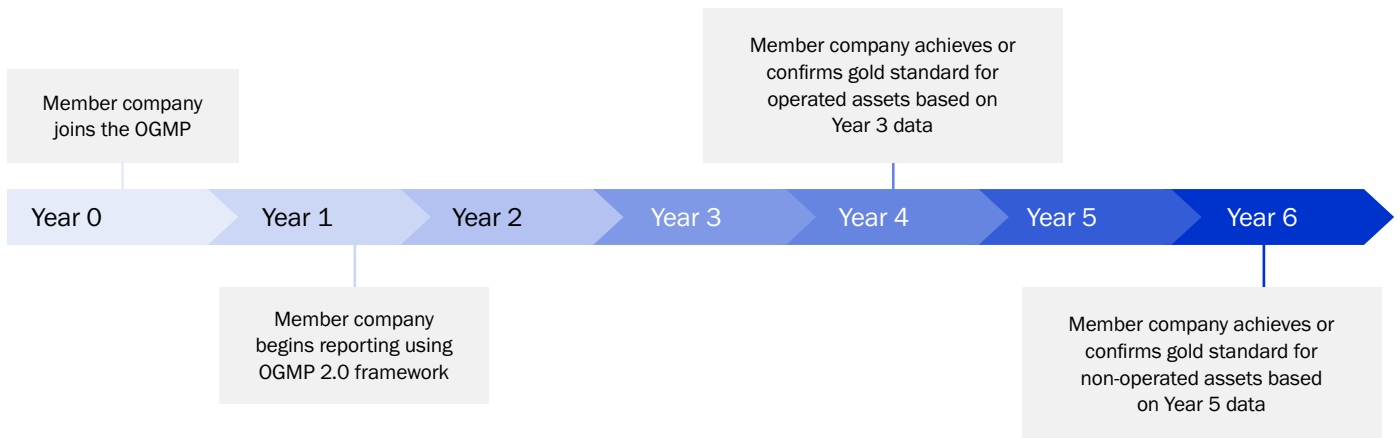 Member company
joins the OGMP
Member company achieves or
confirms gold standard for
operated assets based on
Year 3 data
Year 0
Year 1
Year 2
Year 3
Year 4
Year 5
Year 6
Member company
begins reporting using
OGMP 2.0 framework
Member company achieves or
confirms gold standard for
non-operated assets based
on Year 5 data